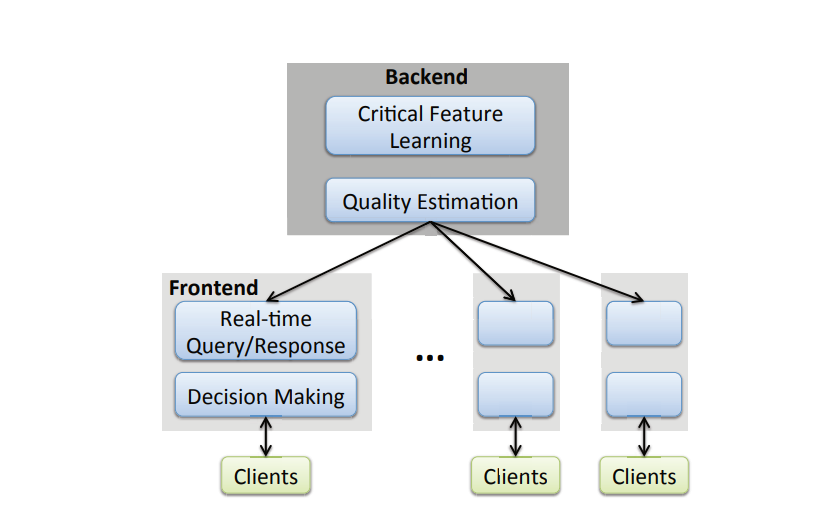 Backend
Critical Feature
Learning
Quality Estimation
Frontend
Real-time
Query/Response
Decision Making
...
Clients
Clients
Clients